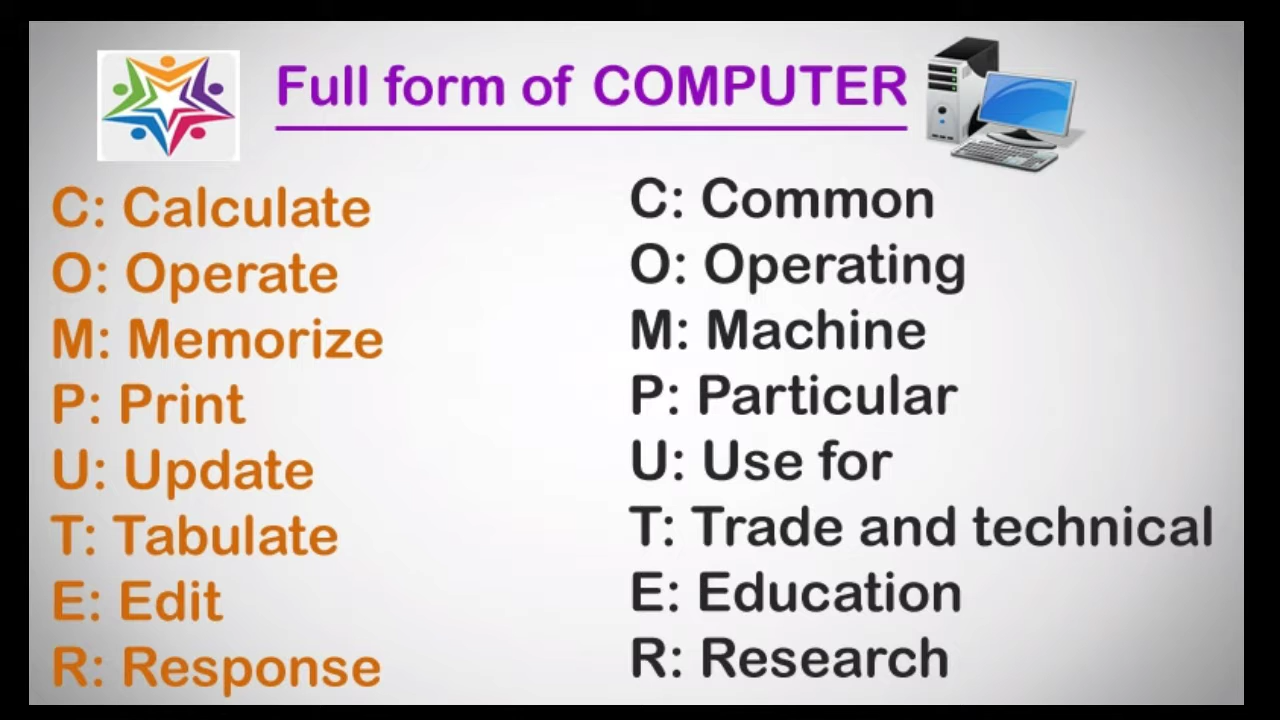 Full form of COMPUTER
C: Calculate
O: Operate
M: Memorize
P: Print
U: Update
T: Tabulate
E: Edit
R: Response
C: Common
O: Operating
M: Machine
P: Particular
U: Use for
T: Trade and technical
E: Education
R: Research